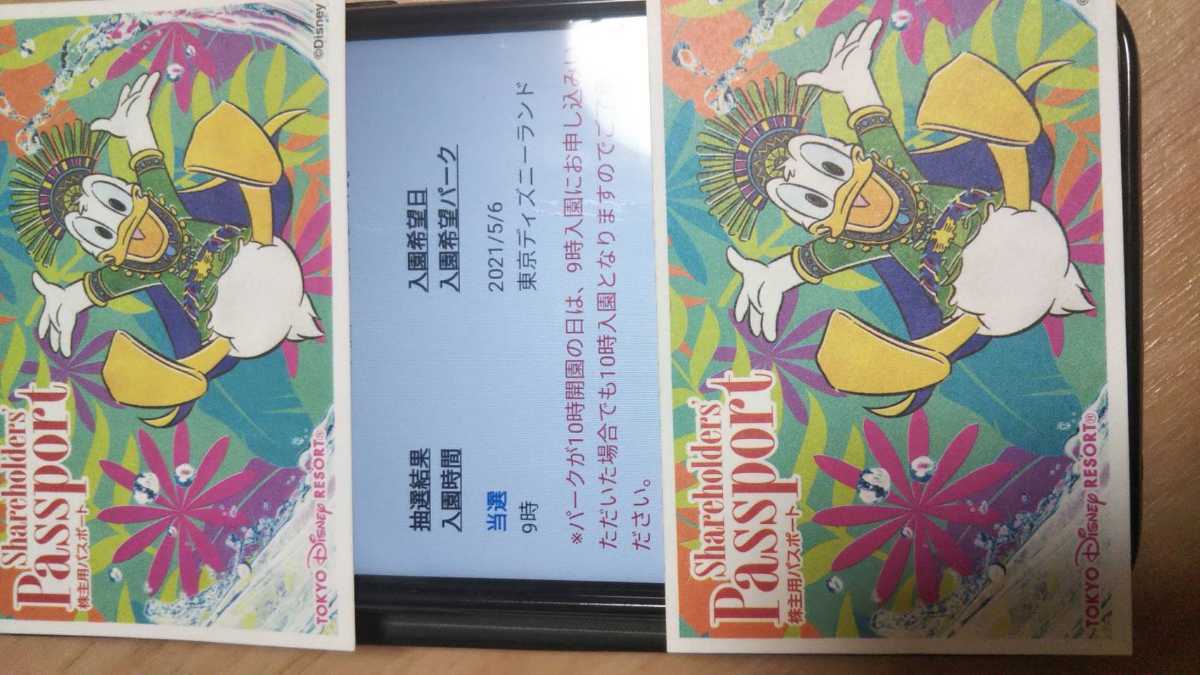 Shareholders'
Passport
株主用パスポート
TOKYO DISNEY RESORT®
©Disney
抽選結果 入園希望日
入園時間 入園希望パーク
当選 2021/5/6
9時 東京ディズニーランド
※パークが10時開園の日は、9時入園にお申し込み
ただいた場合でも10時入園となりますのでご
ださい。
Shareholders'
Passport
株主用パスポート
TOKYO DISNEY RESORT®